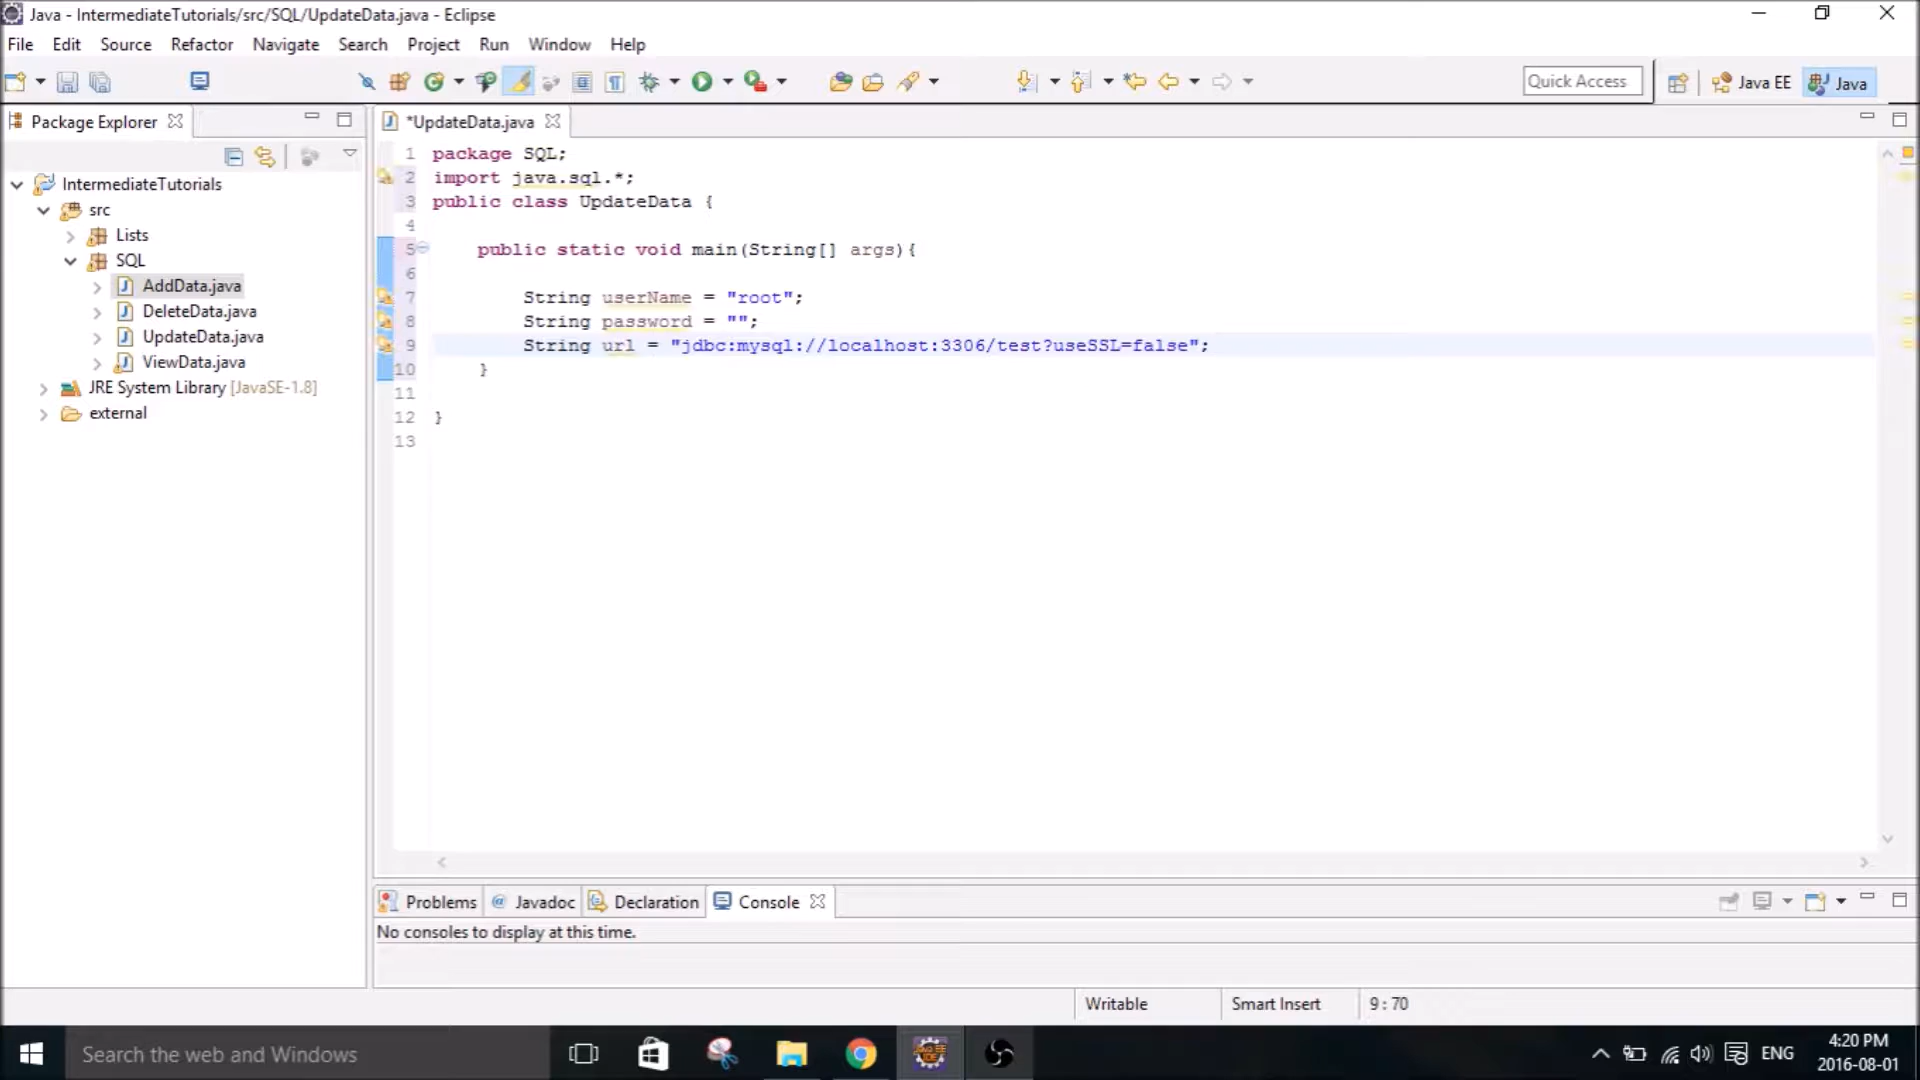 Java - IntermediateTutorials/src/SQL/UpdateData.java - Eclipse
File Edit Source Refactor Navigate Search Project Run Window Help
Quick Access
Java EE
Java
Package Explorer
*UpdateData.java
IntermediateTutorials
src
Lists
SQL
AddData.java
DeleteData.java
UpdateData.java
ViewData.java
JRE System Library [JavaSE-1.8]
external
1 package SQL;
2 import java.sql.*;
3 public class UpdateData {
4
5 public static void main(String[] args){
6
7 String userName = "root";
8 String password = "";
9 String url = "jdbc:mysql://localhost:3306/test?useSSL=false";
10 }
11
12 }
13
Problems @ Javadoc Declaration Console
No consoles to display at this time.
Writable Smart Insert 9 : 70
Search the web and Windows
ENG
4:20 PM
2016-08-01